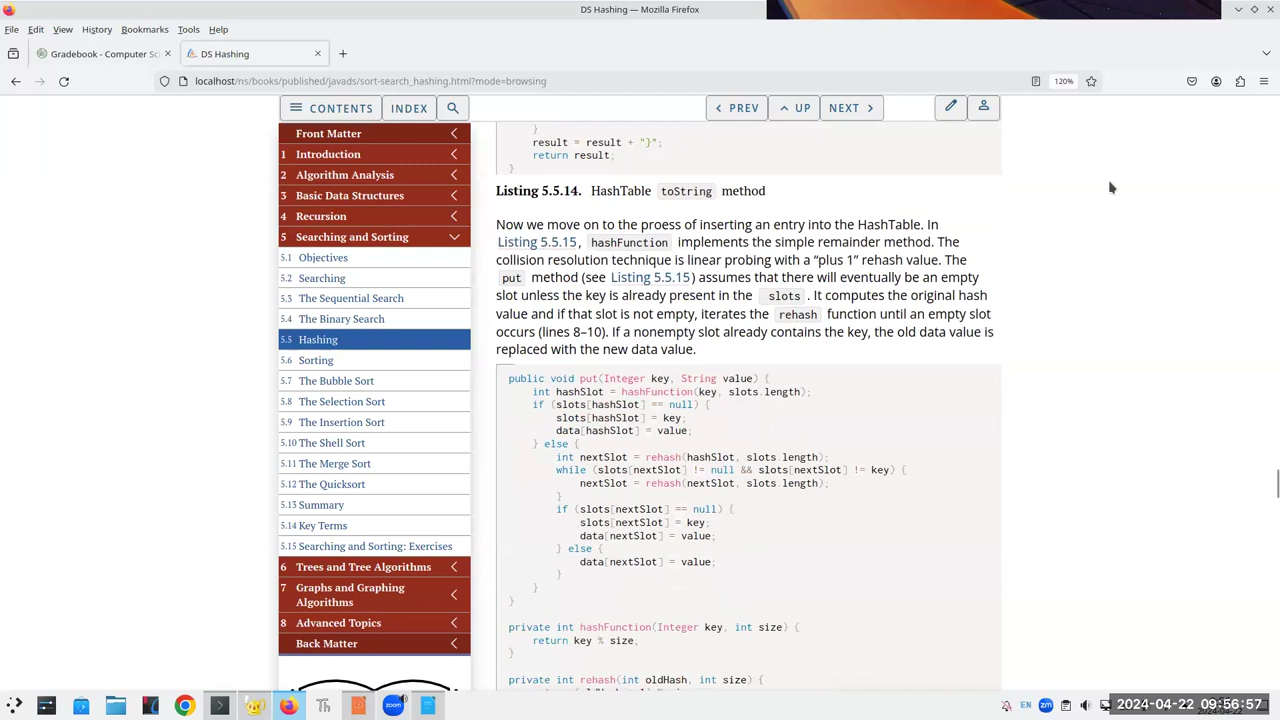 DS Hashing — Mozilla Firefox
File Edit View History Bookmarks Tools Help
Gradebook - Computer Sci
DS Hashing
localhost/ns/books/published/javads/sort-search_hashing.html?mode=browsing
120%
CONTENTS INDEX PREV UP NEXT
Front Matter
1 Introduction
2 Algorithm Analysis
3 Basic Data Structures
4 Recursion
5 Searching and Sorting
5.1 Objectives
5.2 Searching
5.3 The Sequential Search
5.4 The Binary Search
5.5 Hashing
5.6 Sorting
5.7 The Bubble Sort
5.8 The Selection Sort
5.9 The Insertion Sort
5.10 The Shell Sort
5.11 The Merge Sort
5.12 The Quicksort
5.13 Summary
5.14 Key Terms
5.15 Searching and Sorting: Exercises
6 Trees and Tree Algorithms
7 Graphs and Graphing
Algorithms
8 Advanced Topics
Back Matter
}
result = result + "}";
return result;
}
Listing 5.5.14. HashTable toString method
Now we move on to the proess of inserting an entry into the HashTable. In
Listing 5.5.15, hashFunction implements the simple remainder method. The
collision resolution technique is linear probing with a “plus 1” rehash value. The
put method (see Listing 5.5.15) assumes that there will eventually be an empty
slot unless the key is already present in the slots. It computes the original hash
value and if that slot is not empty, iterates the rehash function until an empty slot
occurs (lines 8–10). If a nonempty slot already contains the key, the old data value is
replaced with the new data value.
public void put(Integer key, String value) {
int hashSlot = hashFunction(key, slots.length);
if (slots[hashSlot] == null) {
slots[hashSlot] = key;
data[hashSlot] = value;
} else {
int nextSlot = rehash(hashSlot, slots.length);
while (slots[nextSlot] != null && slots[nextSlot] != key) {
nextSlot = rehash(nextSlot, slots.length);
}
if (slots[nextSlot] == null) {
slots[nextSlot] = key;
data[nextSlot] = value;
} else {
data[nextSlot] = value;
}
}
}
private int hashFunction(Integer key, int size) {
return key % size;
}
private int rehash(int oldHash, int size) {
Th
zoom
EN
zm
2024-04-22 09:56:57